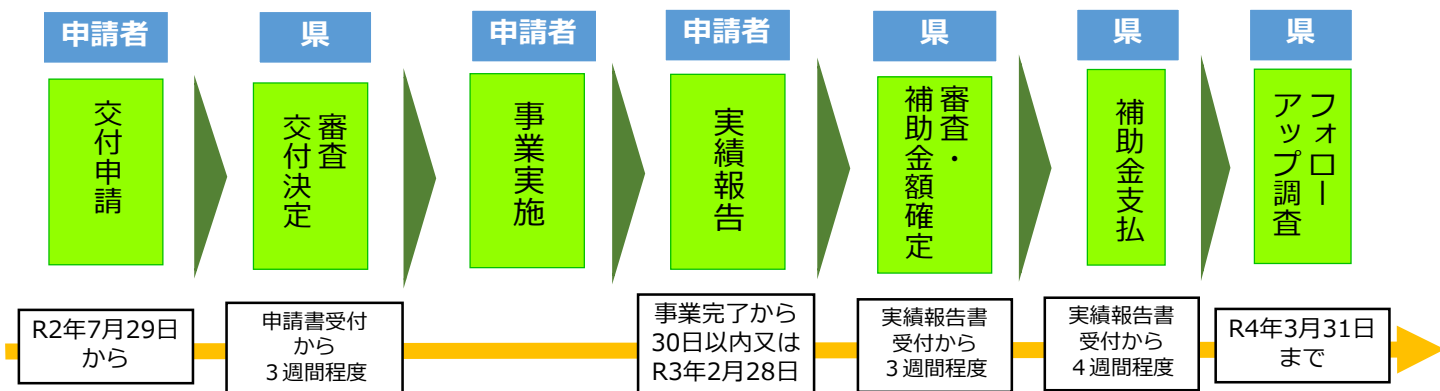 申請者
県
申請者
申請者
県
県
県
交付申請
審査
交付決定
事業実施
実績報告
審査・
補助金額確定
補助金支払
フォロー
アップ調査
R2年7月29日
から
申請書受付
から
３週間程度
事業完了から
30日以内又は
R3年2月28日
実績報告書
受付から
３週間程度
実績報告書
受付から
４週間程度
R4年3月31日
まで